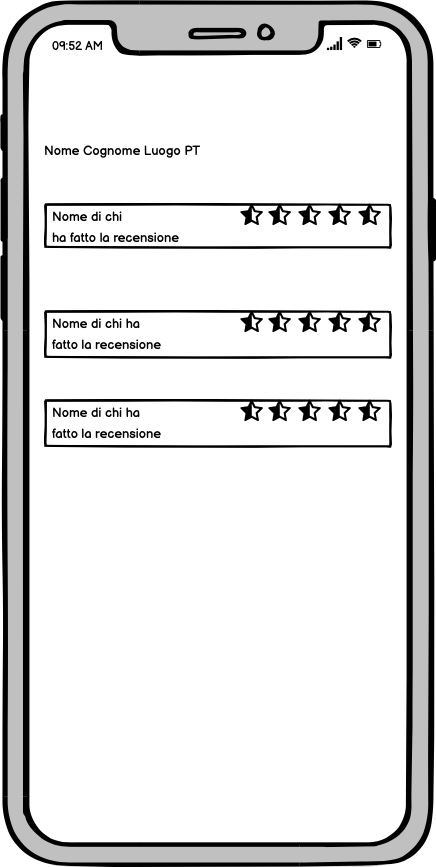 09:52 AM
Nome Cognome Luogo PT
Nome di chi
ha fatto la recensione
Nome di chi ha
fatto la recensione
Nome di chi ha
fatto la recensione